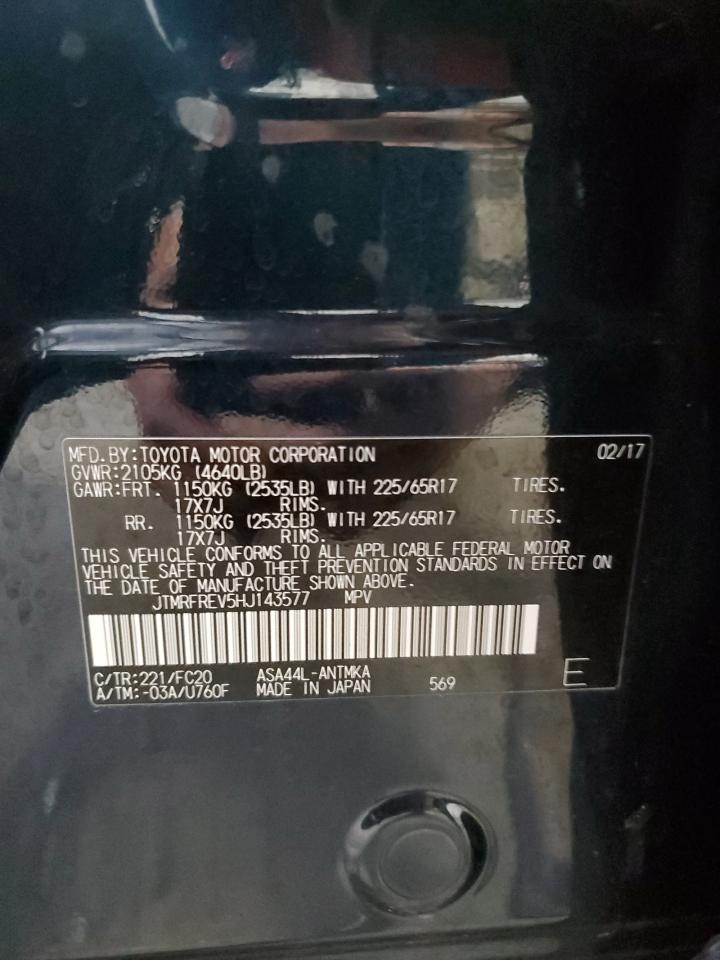 MFD.BY:TOYOTA MOTOR CORPORATION 02/17
GVWR:2105KG (4640LB)
GAWR:FRT. 1150KG (2535LB) WITH 225/65R17 TIRES.
17X7J RIMS.
RR. 1150KG (2535LB) WITH 225/65R17 TIRES.
17X7J RIMS.
THIS VEHICLE CONFORMS TO ALL APPLICABLE FEDERAL MOTOR
VEHICLE SAFETY AND THEFT PREVENTION STANDARDS IN EFFECT ON
THE DATE OF MANUFACTURE SHOWN ABOVE.
JTMRFREV5HJ143577 MPV
C/TR:221/FC20 ASA44L-ANTMKA
A/TM:-03A/U760F MADE IN JAPAN 569 E